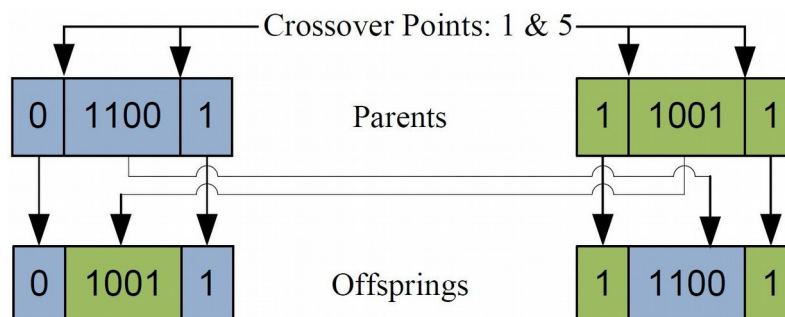 Crossover Points: 1 & 5
0 1100 1 Parents 1 1001 1
0 1001 1 Offsprings 1 1100 1